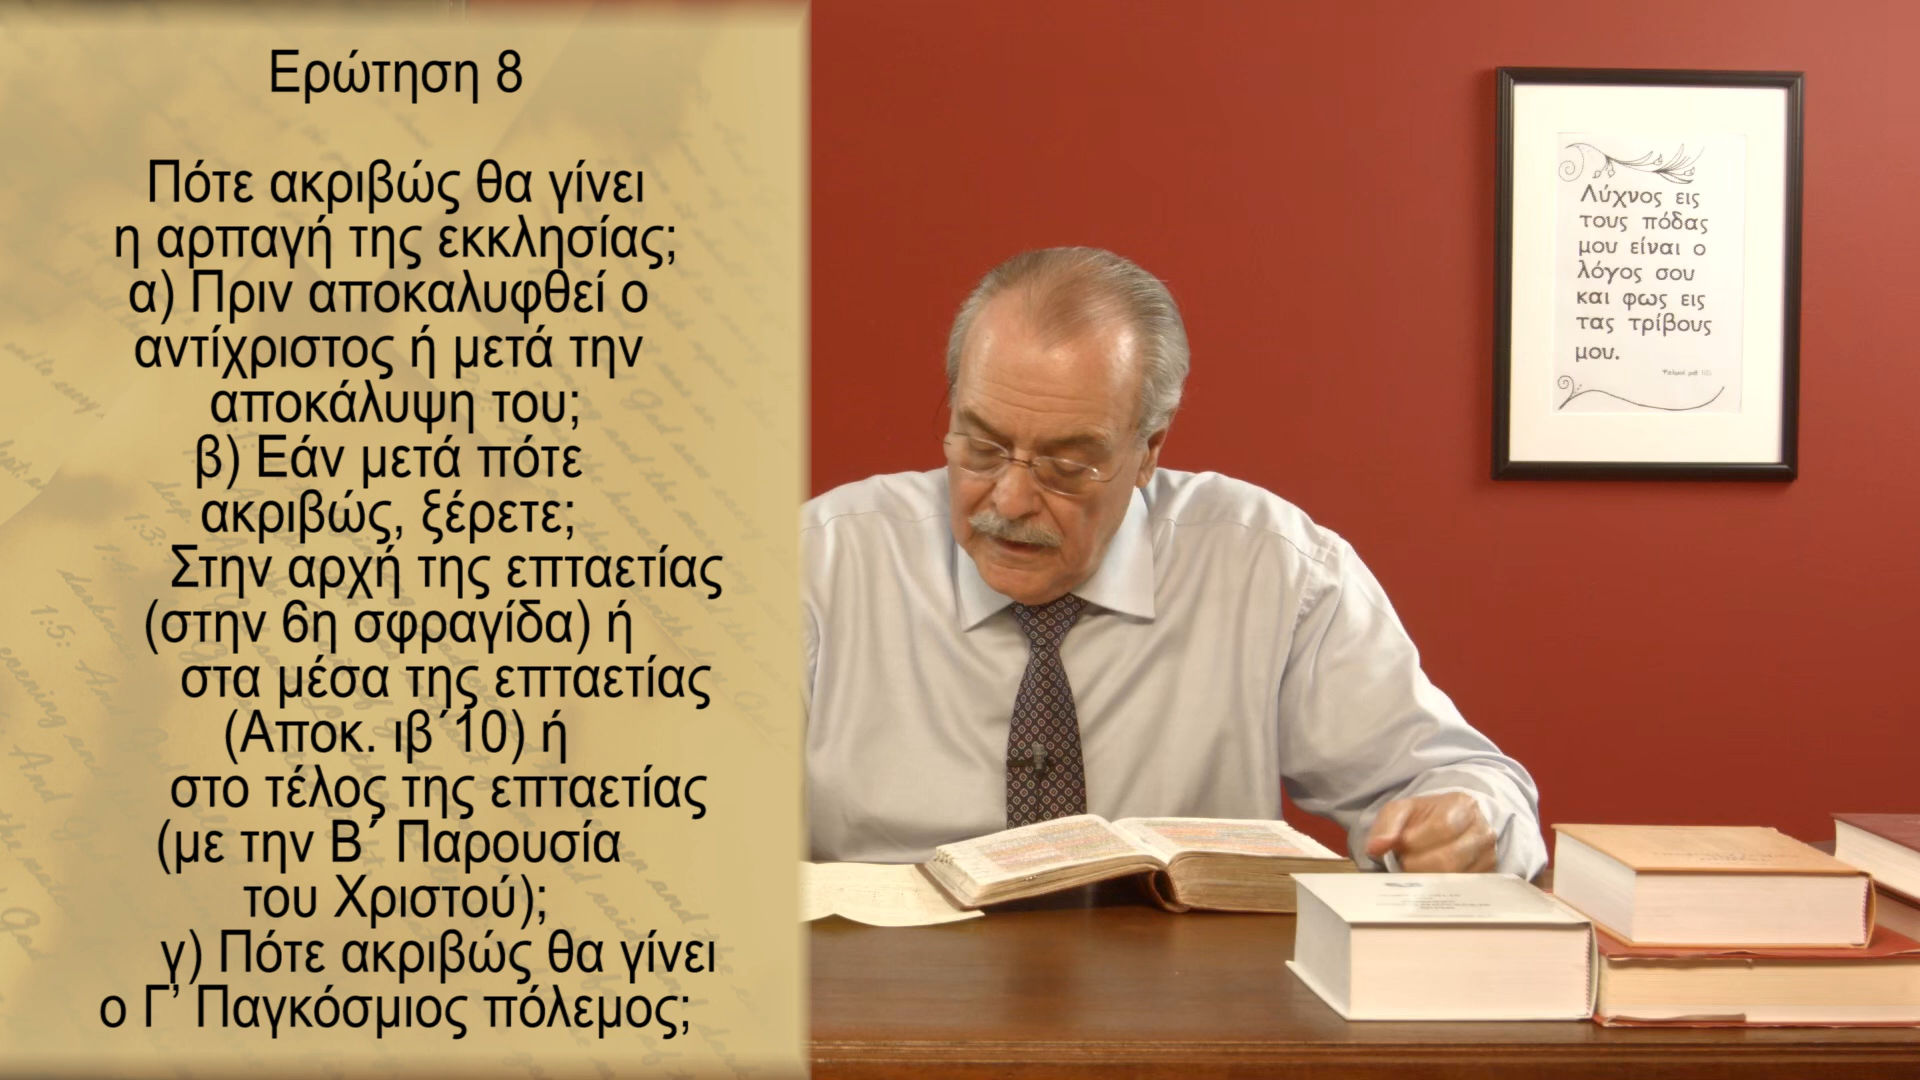 Ερώτηση 8
Πότε ακριβώς θα γίνει
η αρπαγή της εκκλησίας;
α) Πριν αποκαλυφθεί ο
αντίχριστος ή μετά την
αποκάλυψη του;
β) Εάν μετά πότε
ακριβώς, ξέρετε;
Στην αρχή της επταετίας
(στην 6η σφραγίδα) ή
στα μέσα της επταετίας
(Αποκ. ιβ΄10) ή
στο τέλος της επταετίας
(με την Β΄ Παρουσία
του Χριστού);
γ) Πότε ακριβώς θα γίνει
ο Γ’ Παγκόσμιος πόλεμος;
Λύχνος εις
τους πόδας
μου είναι ο
λόγος σου
και φως εις
τας τρίβους
μου.